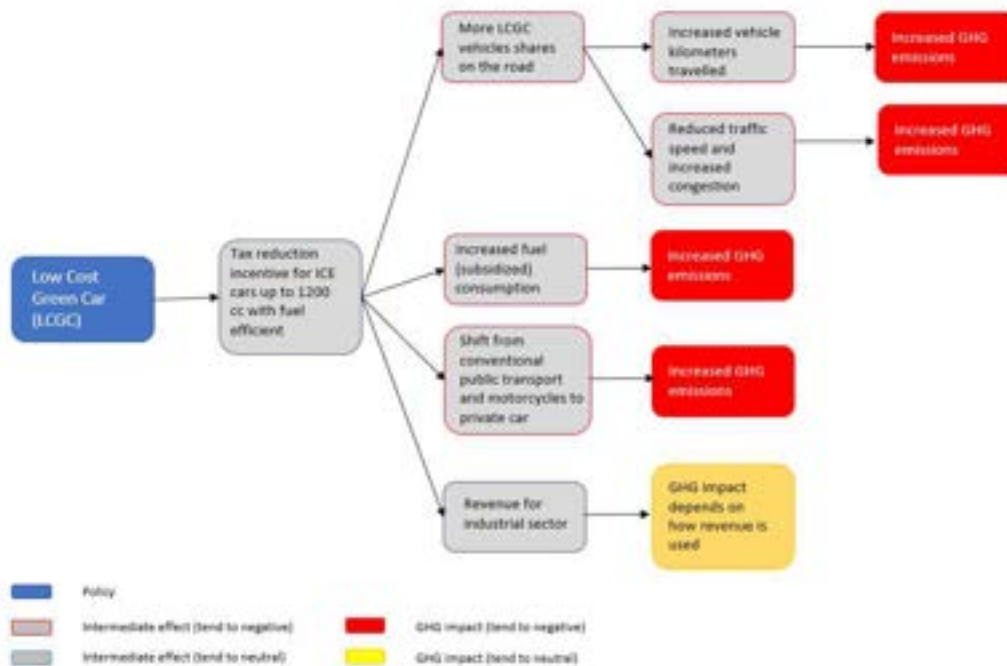 More LCGC
vehicles shares
on the road
Increased vehicle
kilometers
travelled
Increased GHG
emissions
Reduced traffic
speed and
increased
congestion
Increased GHG
emissions
Low Cost
Green Car
(LCGC)
Tax reduction
incentive for ICE
cars up to 1200
cc with fuel
efficient
Increased fuel
(subsidized)
consumption
Increased GHG
emissions
Shift from
conventional
public transport
and motorcycles to
private car
Increased GHG
emissions
Revenue for
industrial sector
GHG impact
depends on
how revenue is
used
Policy
Intermediate effect (tend to negative)
GHG impact (tend to negative)
Intermediate effect (tend to neutral)
GHG impact (tend to neutral)